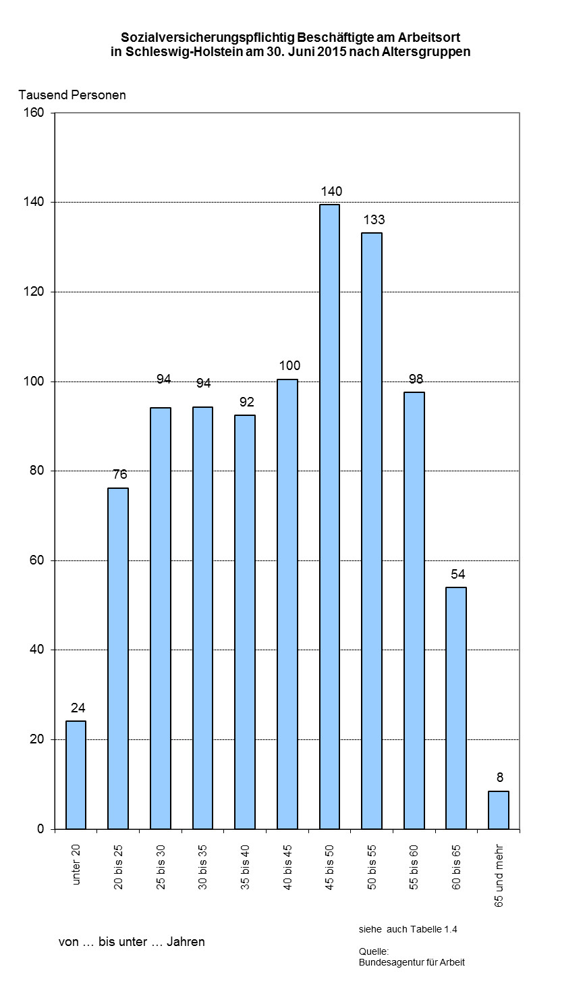 Sozialversicherungspflichtig Beschäftigte am Arbeitsort
in Schleswig-Holstein am 30. Juni 2015 nach Altersgruppen
Tausend Personen
160
140
120
100
80
60
40
20
0
24
76
94
94
92
100
140
133
98
54
8
unter 20
20 bis 25
25 bis 30
30 bis 35
35 bis 40
40 bis 45
45 bis 50
50 bis 55
55 bis 60
60 bis 65
65 und mehr
von … bis unter … Jahren
siehe auch Tabelle 1.4
Quelle:
Bundesagentur für Arbeit